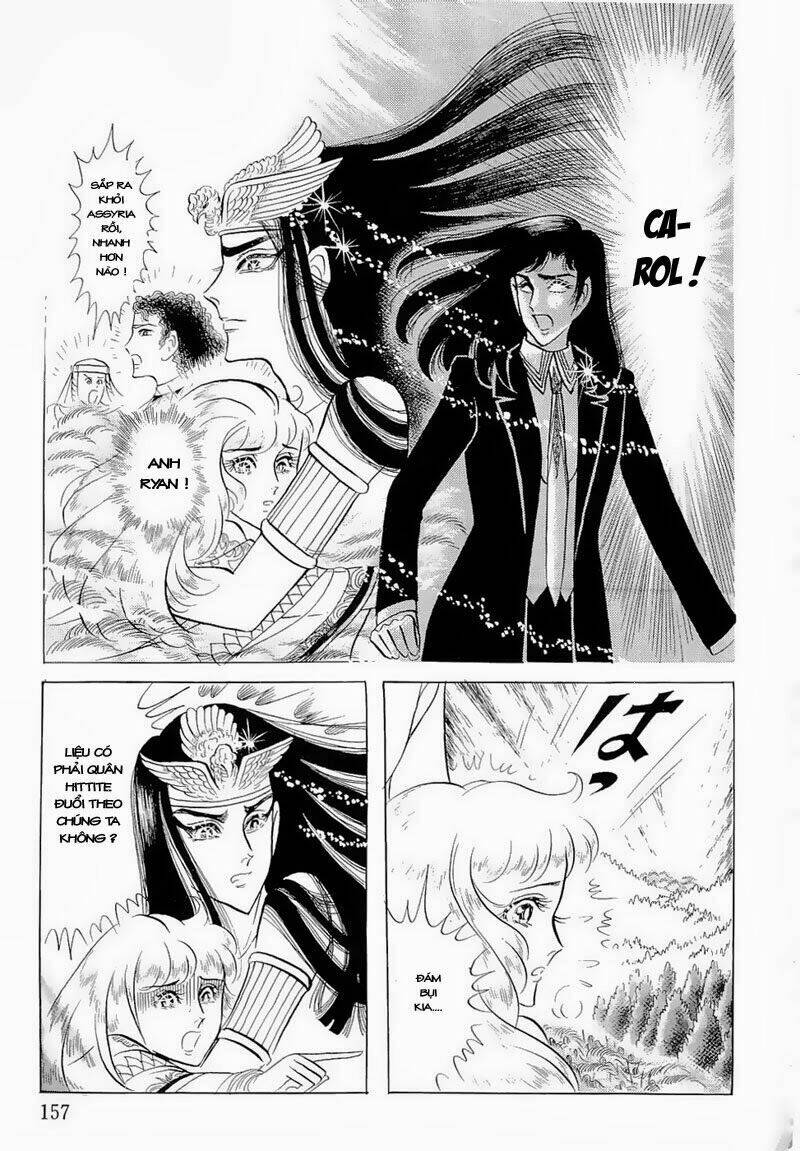 CA-
ROL!
SẮP RA
KHỎI
ASSYRIA
RỒI,
NHANH
HƠN
NÀO !
ANH
RYAN !
は
っ
ĐÁM
BỤI
KIA....
LIỆU CÓ
PHẢI QUÂN
HITTITE
ĐUỔI THEO
CHÚNG TA
KHÔNG ?
157